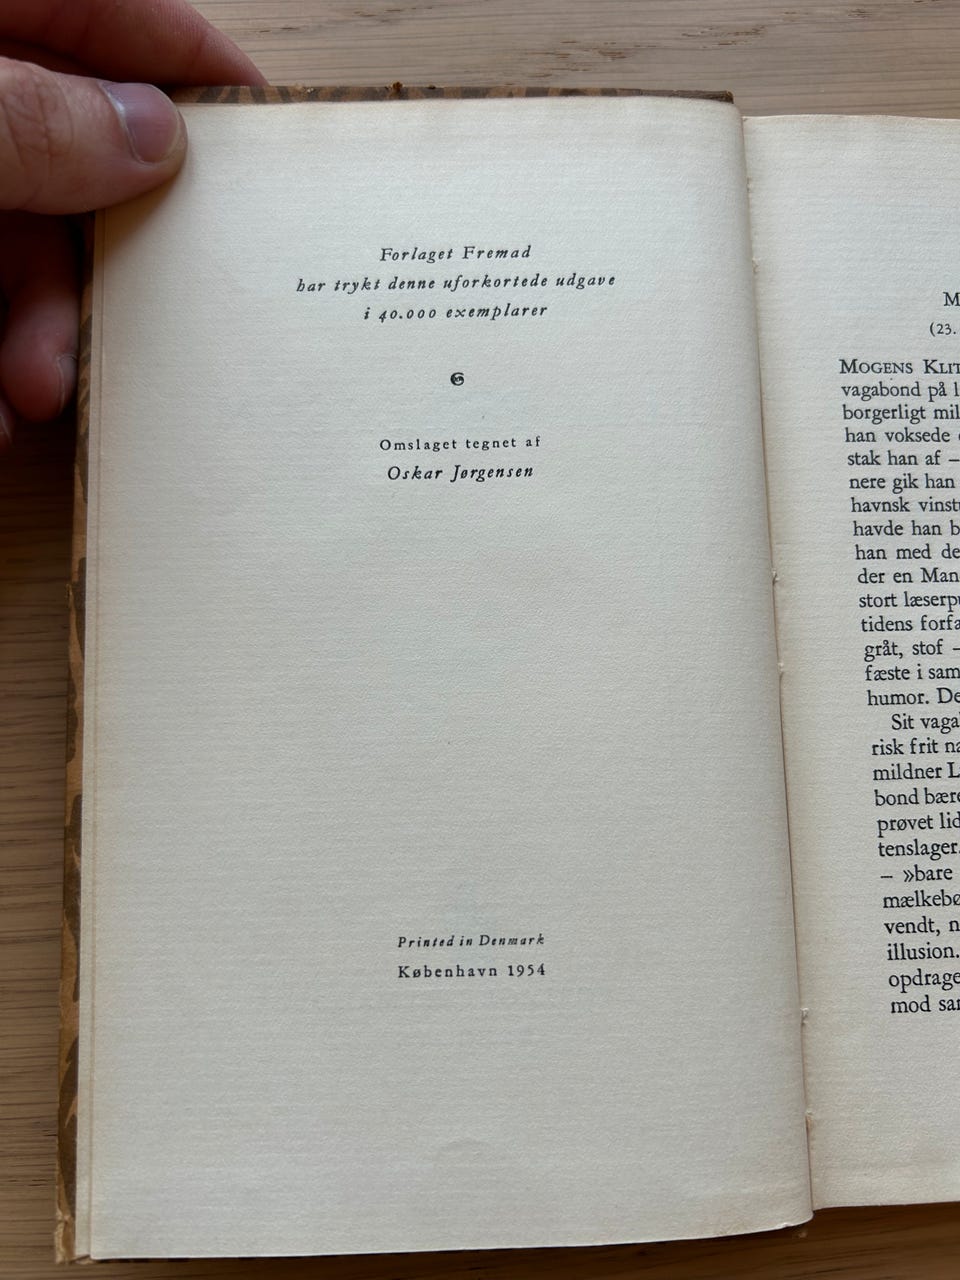 Forlaget Fremad
har trykt denne uforkortede udgave
i 40.000 exemplarer
Omslaget tegnet af
Oskar Jørgensen
Printed in Denmark
København 1954
M
(23.
MOGENS KLIT
vagabond på l
borgerligt mil
han voksede
stak han af –
nere gik han
havnsk vinstu
havde han b
han med de
der en Man
stort læserpu
tidens forfa
gråt, stof –
fæste i sam
humor. De
Sit vaga
risk frit na
mildner L
bond bære
prøvet lid
tenslager.
– »bare
mælkebø
vendt, n
illusion.
opdrage
mod sam